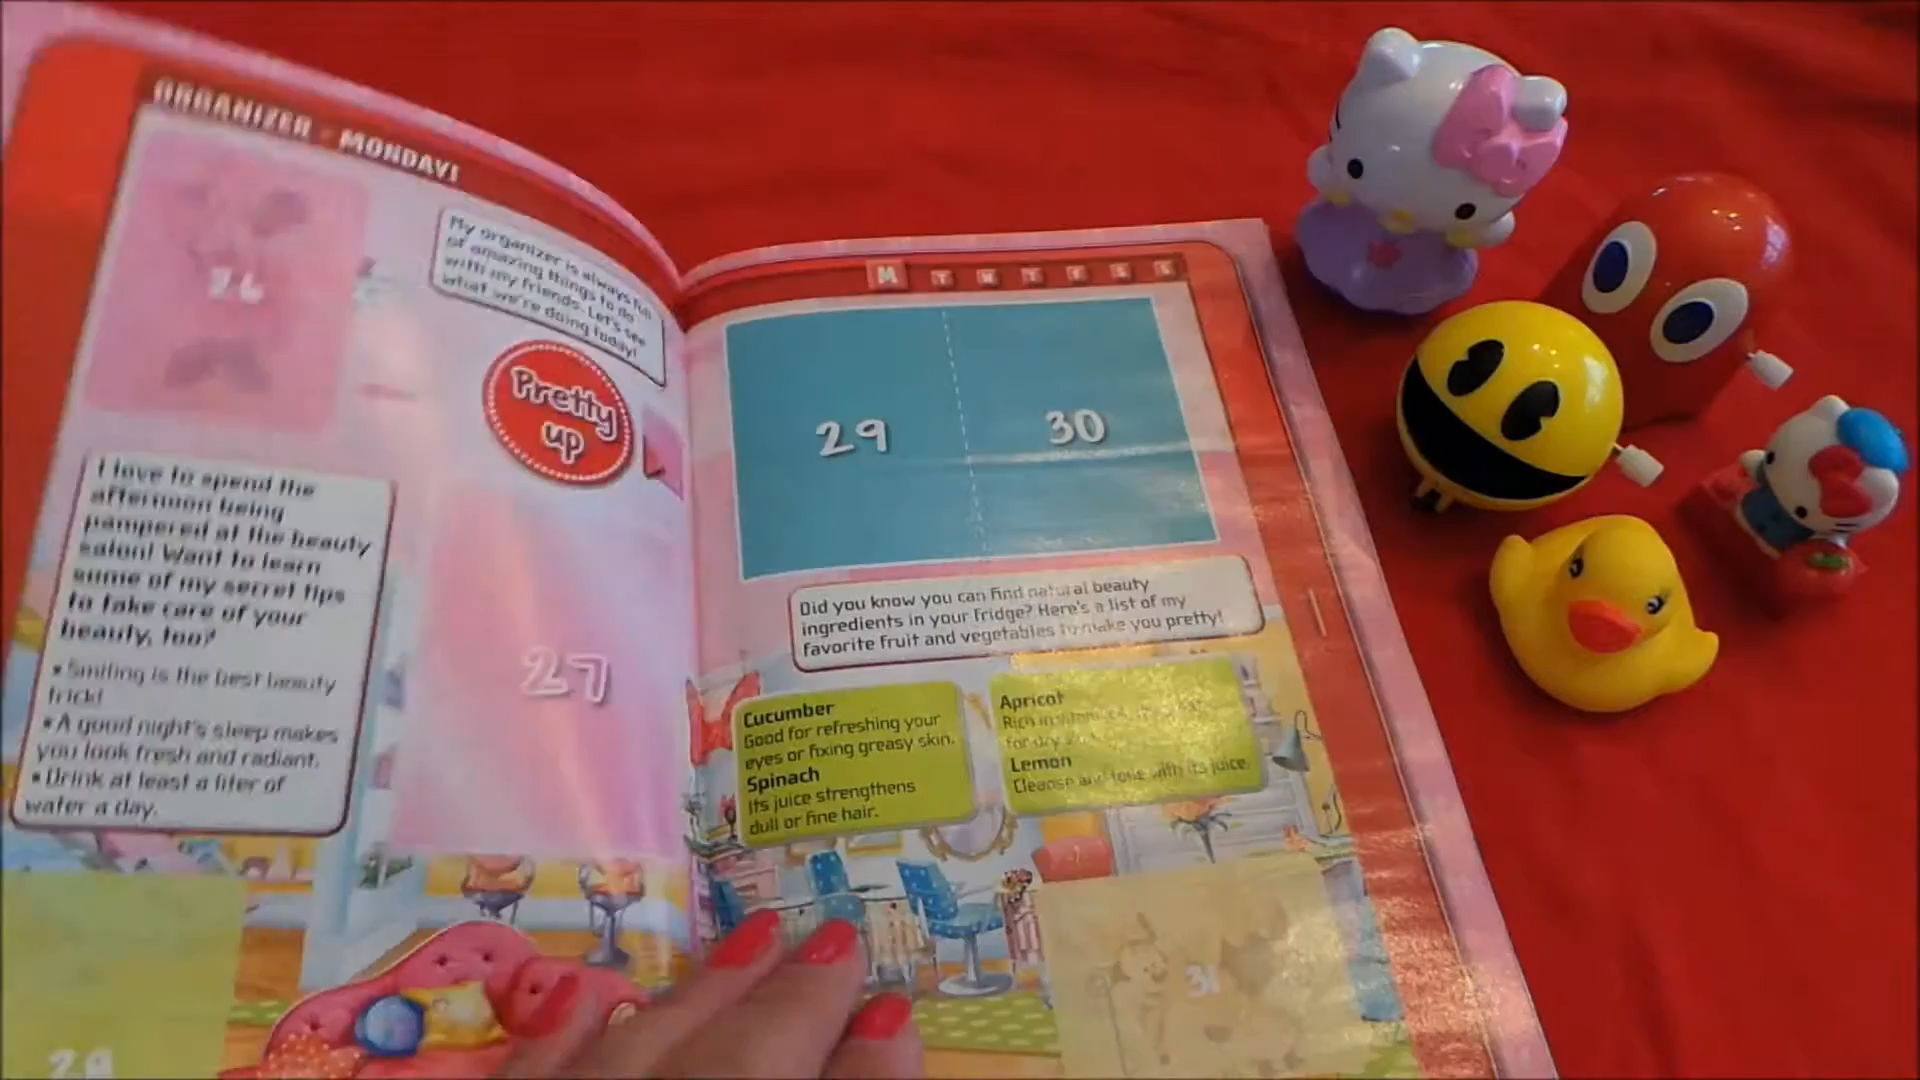 ORGANIZER - MONDAY!
26
My organizer is always full
of amazing things to do
with my friends. Let's see
what we're doing today!
Pretty
up
I love to spend the
afternoon being
pampered at the beauty
salon! Want to learn
some of my secret tips
to take care of your
beauty, too?
• Smiling is the best beauty
trick!
• A good night's sleep makes
you look fresh and radiant.
• Drink at least a liter of
water a day.
27
28
M T W T F S S
29
30
Did you know you can find natural beauty
ingredients in your fridge? Here's a list of my
favorite fruit and vegetables to make you pretty!
Cucumber
Good for refreshing your
eyes or fixing greasy skin.
Spinach
Its juice strengthens
dull or fine hair.
Apricot
Rich in
for dry
Lemon
Cleanse and tone with its juice.
31